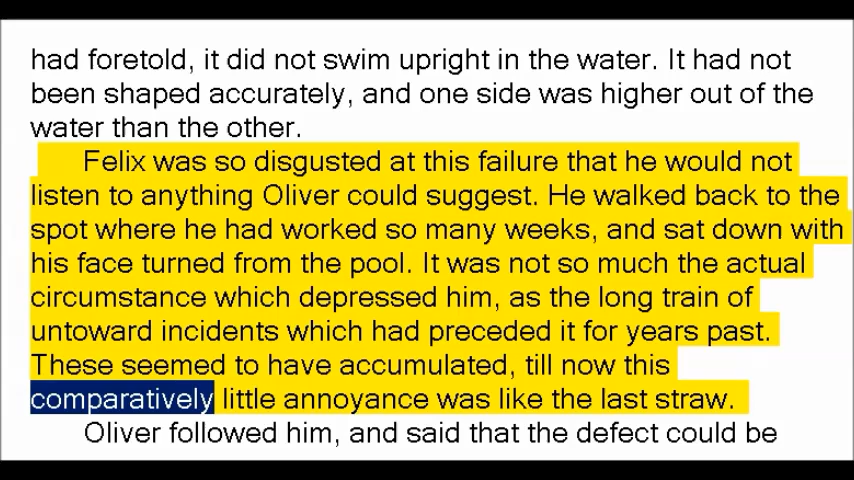 had foretold, it did not swim upright in the water. It had not
been shaped accurately, and one side was higher out of the
water than the other.
Felix was so disgusted at this failure that he would not
listen to anything Oliver could suggest. He walked back to the
spot where he had worked so many weeks, and sat down with
his face turned from the pool. It was not so much the actual
circumstance which depressed him, as the long train of
untoward incidents which had preceded it for years past.
These seemed to have accumulated, till now this
comparatively little annoyance was like the last straw.
Oliver followed him, and said that the defect could be